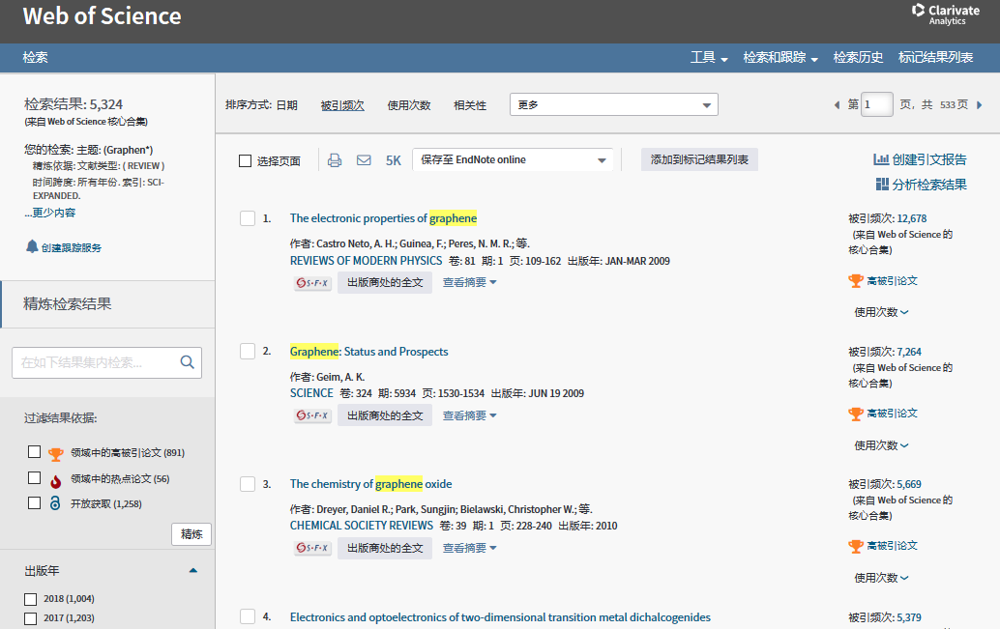 Web of Science
Clarivate
Analytics
检索
工具
检索和跟踪
检索历史
标记结果列表
检索结果: 5,324
(来自 Web of Science 核心合集)
您的检索: 主题: (Graphen*)
精炼依据: 文献类型: ( REVIEW )
时间跨度: 所有年份. 索引: SCI-
EXPANDED.
...更少内容
创建跟踪服务
精炼检索结果
在如下结果集内检索...
过滤结果依据:
领域中的高被引论文 (891)
领域中的热点论文 (56)
开放获取 (1,258)
精炼
出版年
2018 (1,004)
2017 (1,203)
排序方式: 日期 被引频次 使用次数 相关性 更多
第 1 页, 共 533 页
选择页面
5K
保存至 EndNote online
添加到标记结果列表
创建引文报告
分析检索结果
1. The electronic properties of graphene
作者: Castro Neto, A. H.; Guinea, F.; Peres, N. M. R.; 等.
REVIEWS OF MODERN PHYSICS 卷: 81 期: 1 页: 109-162 出版年: JAN-MAR 2009
S·F·X 出版商处的全文 查看摘要
被引频次: 12,678
(来自 Web of Science 的
核心合集)
高被引论文
使用次数
2. Graphene: Status and Prospects
作者: Geim, A. K.
SCIENCE 卷: 324 期: 5934 页: 1530-1534 出版年: JUN 19 2009
S·F·X 出版商处的全文 查看摘要
被引频次: 7,264
(来自 Web of Science 的
核心合集)
高被引论文
使用次数
3. The chemistry of graphene oxide
作者: Dreyer, Daniel R.; Park, Sungjin; Bielawski, Christopher W.; 等.
CHEMICAL SOCIETY REVIEWS 卷: 39 期: 1 页: 228-240 出版年: 2010
S·F·X 出版商处的全文 查看摘要
被引频次: 5,669
(来自 Web of Science 的
核心合集)
高被引论文
使用次数
4. Electronics and optoelectronics of two-dimensional transition metal dichalcogenides
被引频次: 5,379